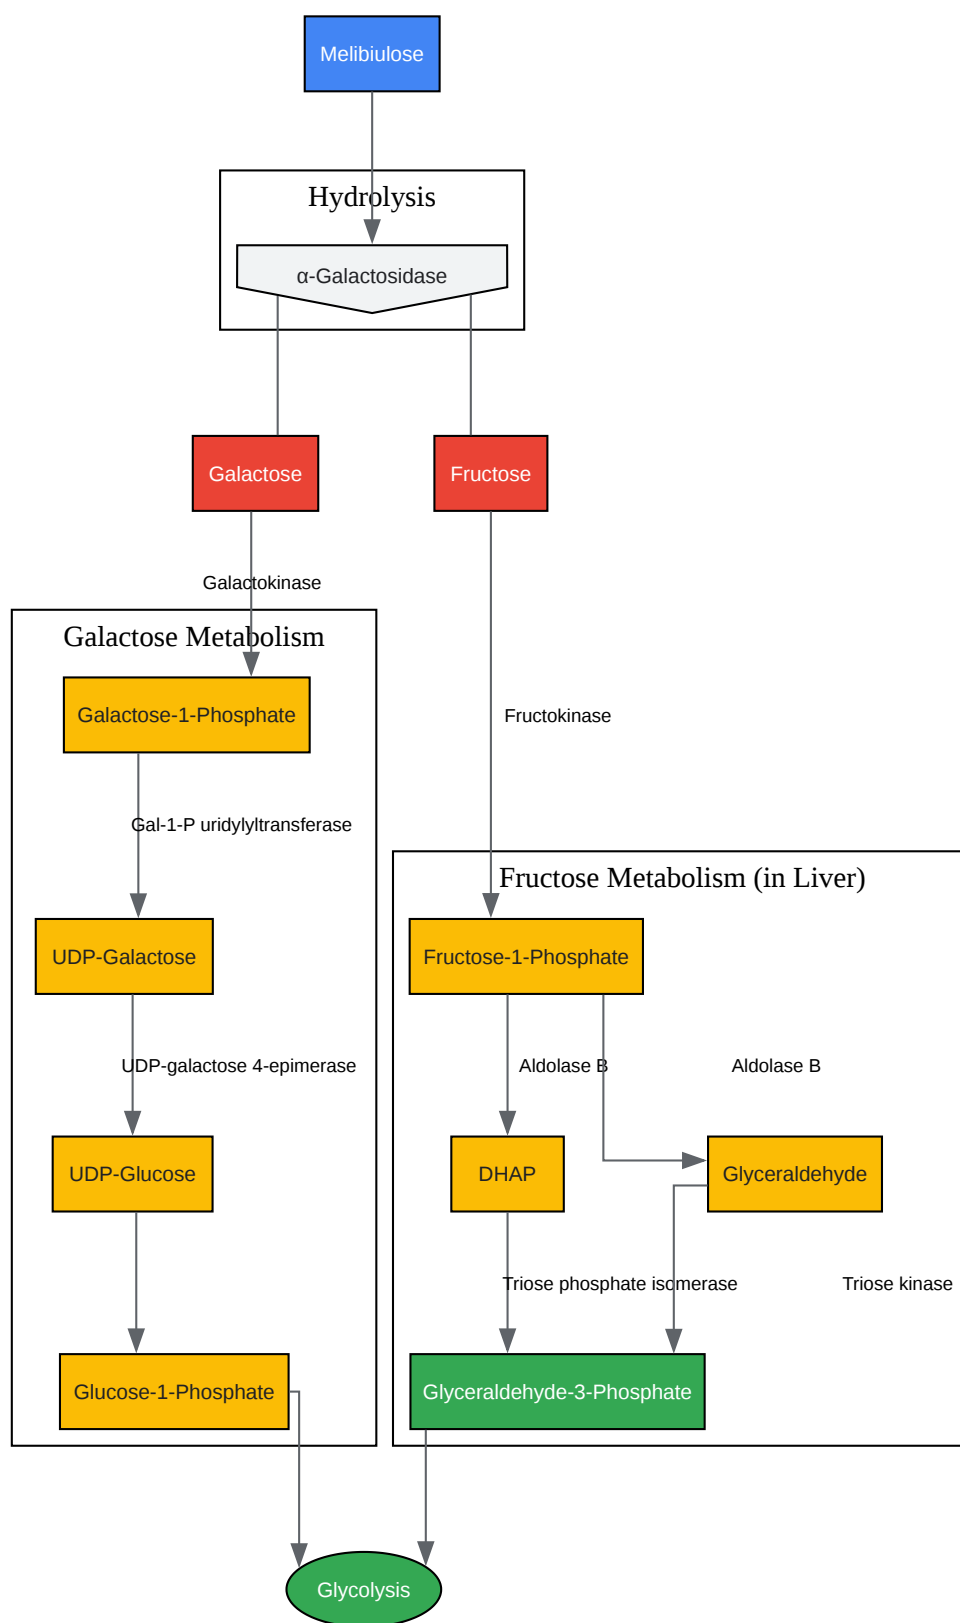 Melibiulose
Hydrolysis
α-Galactosidase
Galactose
Fructose
Galactokinase
Galactose Metabolism
Galactose-1-Phosphate
Fructokinase
Gal-1-P uridylyltransferase
Fructose Metabolism (in Liver)
UDP-Galactose
Fructose-1-Phosphate
UDP-galactose 4-epimerase
Aldolase B
Aldolase B
UDP-Glucose
DHAP
Glyceraldehyde
Triose phosphate isomerase
Triose kinase
Glucose-1-Phosphate
Glyceraldehyde-3-Phosphate
Glycolysis